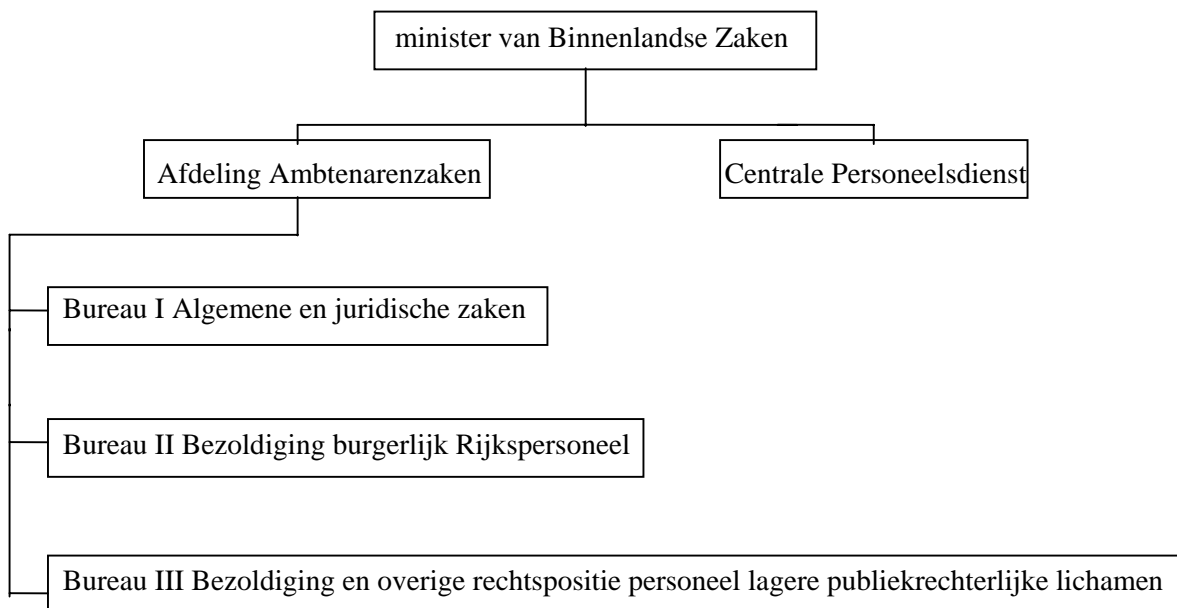 minister van Binnenlandse Zaken
Afdeling Ambtenarenzaken
Centrale Personeelsdienst
Bureau I Algemene en juridische zaken
Bureau II Bezoldiging burgerlijk Rijkspersoneel
Bureau III Bezoldiging en overige rechtspositie personeel lagere publiekrechterlijke lichamen